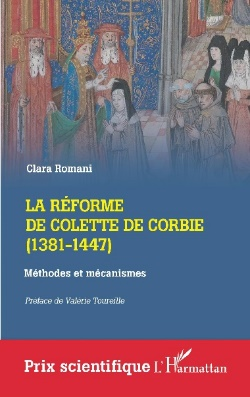 Clara Romani
LA RÉFORME
DE COLETTE DE CORBIE
(1381-1447)
Méthodes et mécanismes
Préface de Valérie Toureille
Prix scientifique L'Harmattan